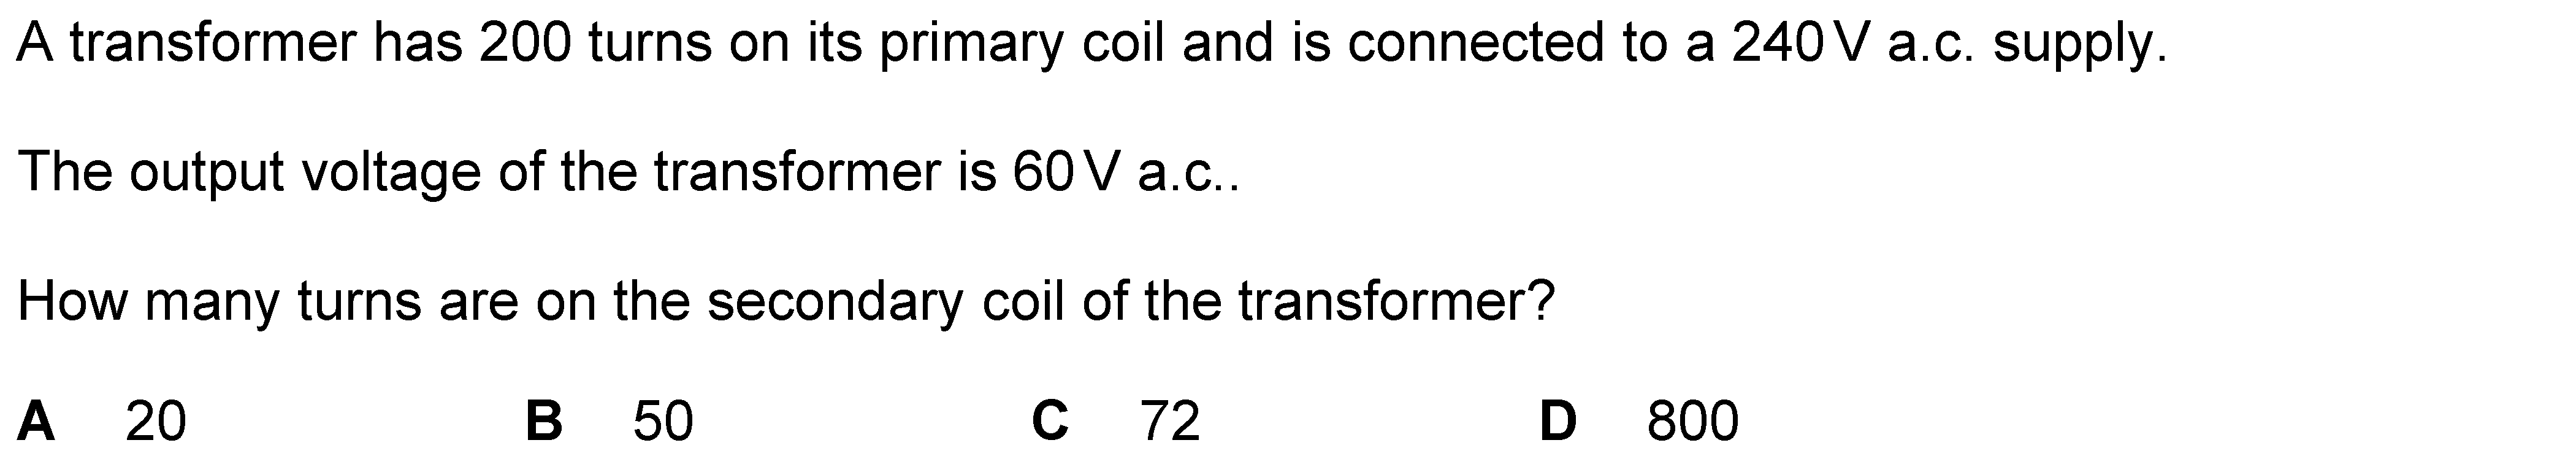 A transformer has 200 turns on its primary coil and is connected to a 240 V a.c. supply.
The output voltage of the transformer is 60 V a.c..
How many turns are on the secondary coil of the transformer?
A 20 B 50 C 72 D 800